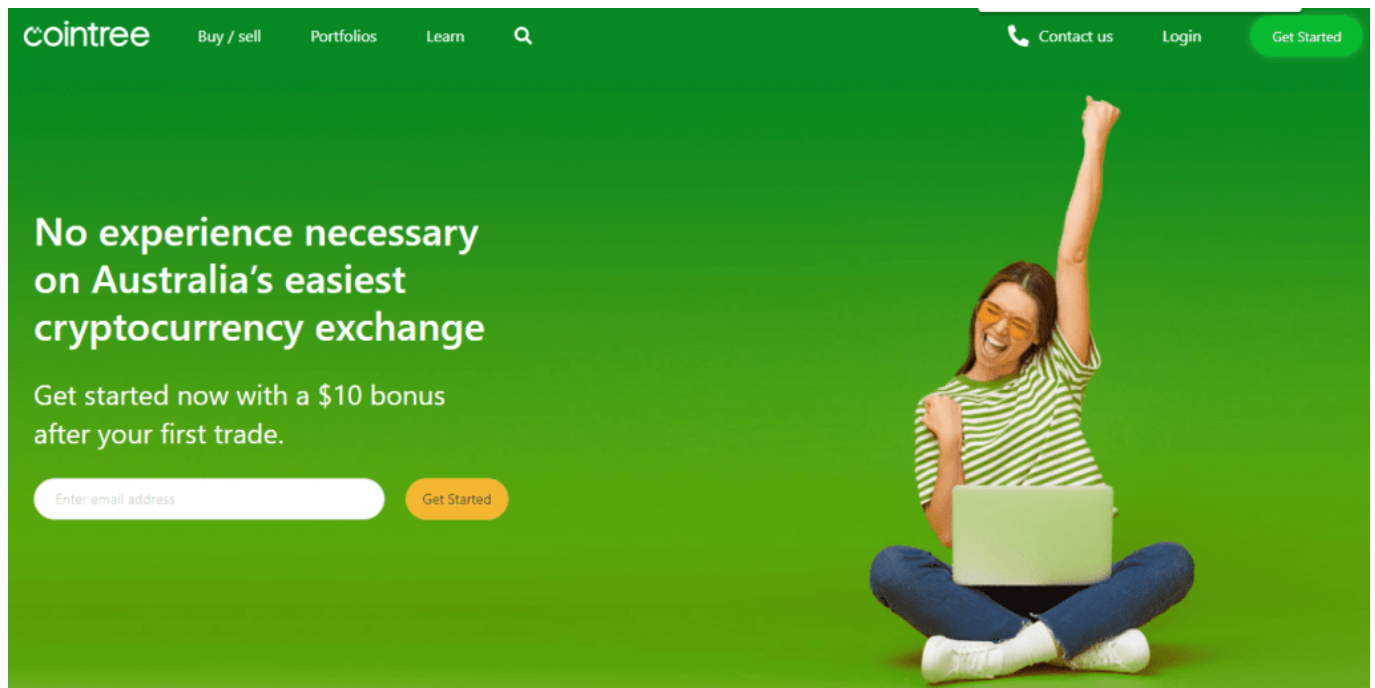 cointree
Buy / sell
Portfolios
Learn
Contact us
Login
Get Started
No experience necessary
on Australia's easiest
cryptocurrency exchange
Get started now with a $10 bonus
after your first trade.
Enter email address
Get Started